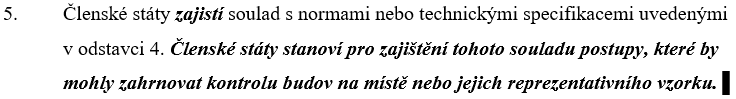 5. Členské státy zajistí soulad s normami nebo technickými specifikacemi uvedenými
v odstavci 4. Členské státy stanoví pro zajištění tohoto souladu postupy, které by
mohly zahrnovat kontrolu budov na místě nebo jejich reprezentativního vzorku. ▌